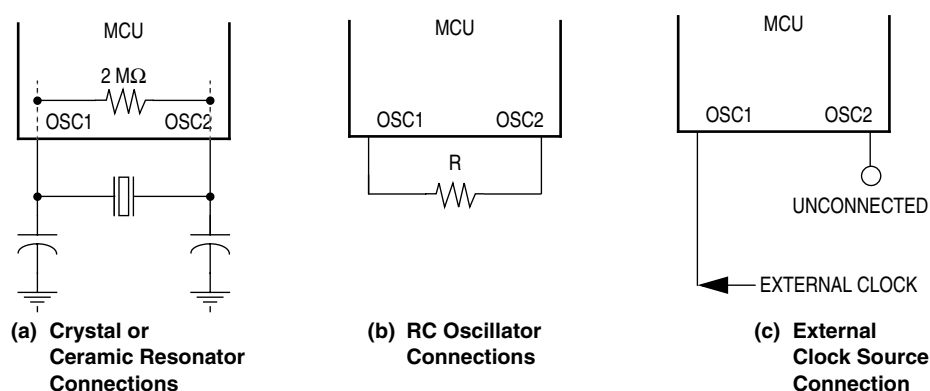 MCU
2 MΩ
OSC1
OSC2
(a) Crystal or
Ceramic Resonator
Connections
MCU
OSC1
OSC2
R
(b) RC Oscillator
Connections
MCU
OSC1
OSC2
UNCONNECTED
EXTERNAL CLOCK
(c) External
Clock Source
Connection